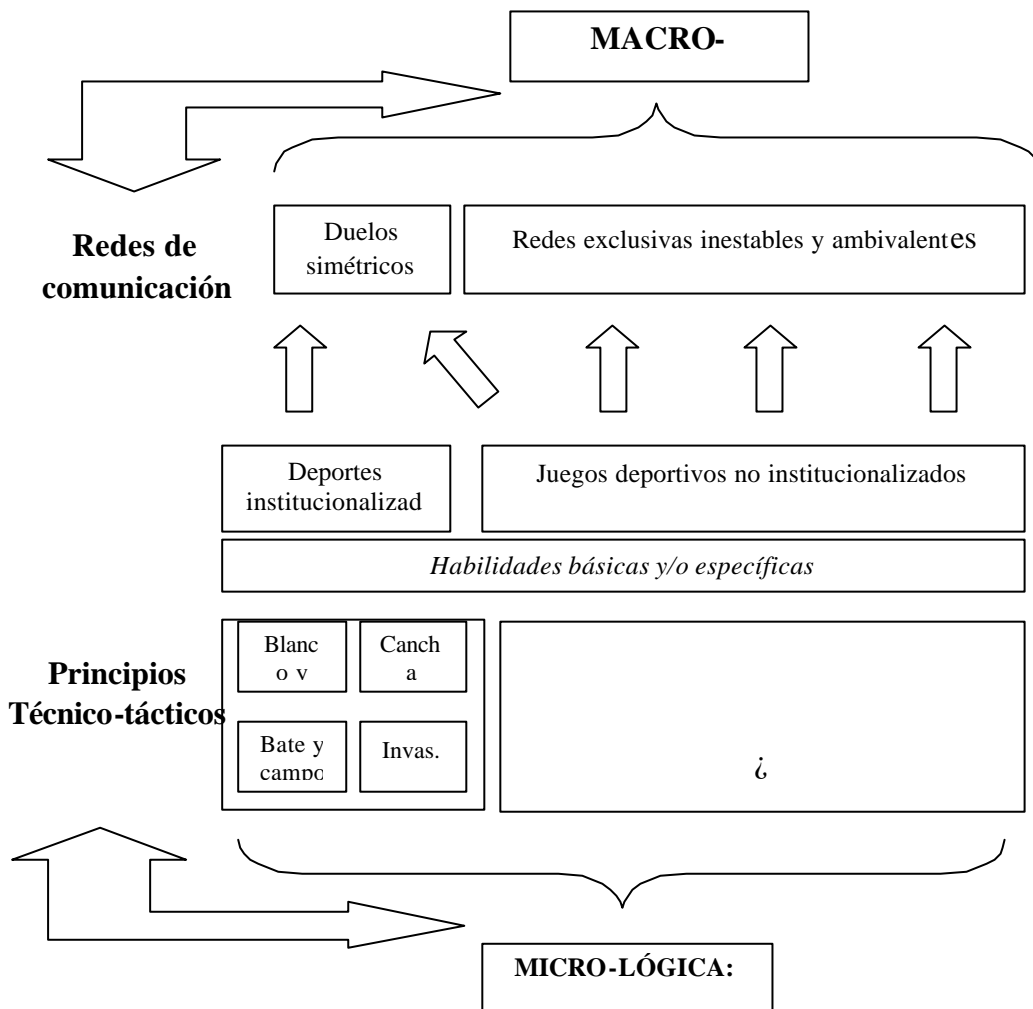 MACRO-
Redes de
comunicación
Duelos
simétricos
Redes exclusivas inestables y ambivalentes
Deportes
institucionalizad
Juegos deportivos no institucionalizados
Habilidades básicas y/o específicas
Principios
Técnico-tácticos
Blanc
o y
Canch
a
Bate y
campo
Invas.
¿
MICRO-LÓGICA: